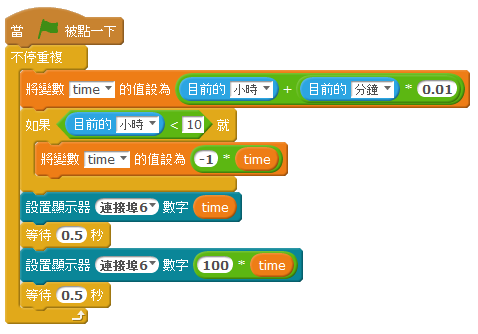 當 被點一下
不停重複
將變數 time 的值設為 目前的 小時 + 目前的 分鐘 * 0.01
如果 目前的 小時 < 10 就
將變數 time 的值設為 -1 * time
設置顯示器 連接埠6 數字 time
等待 0.5 秒
設置顯示器 連接埠6 數字 100 * time
等待 0.5 秒